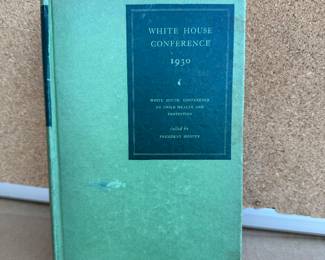 WHITE HOUSE
CONFERENCE
1930
WHITE HOUSE CONFERENCE
ON CHILD HEALTH AND
PROTECTION
called by
PRESIDENT HOOVER